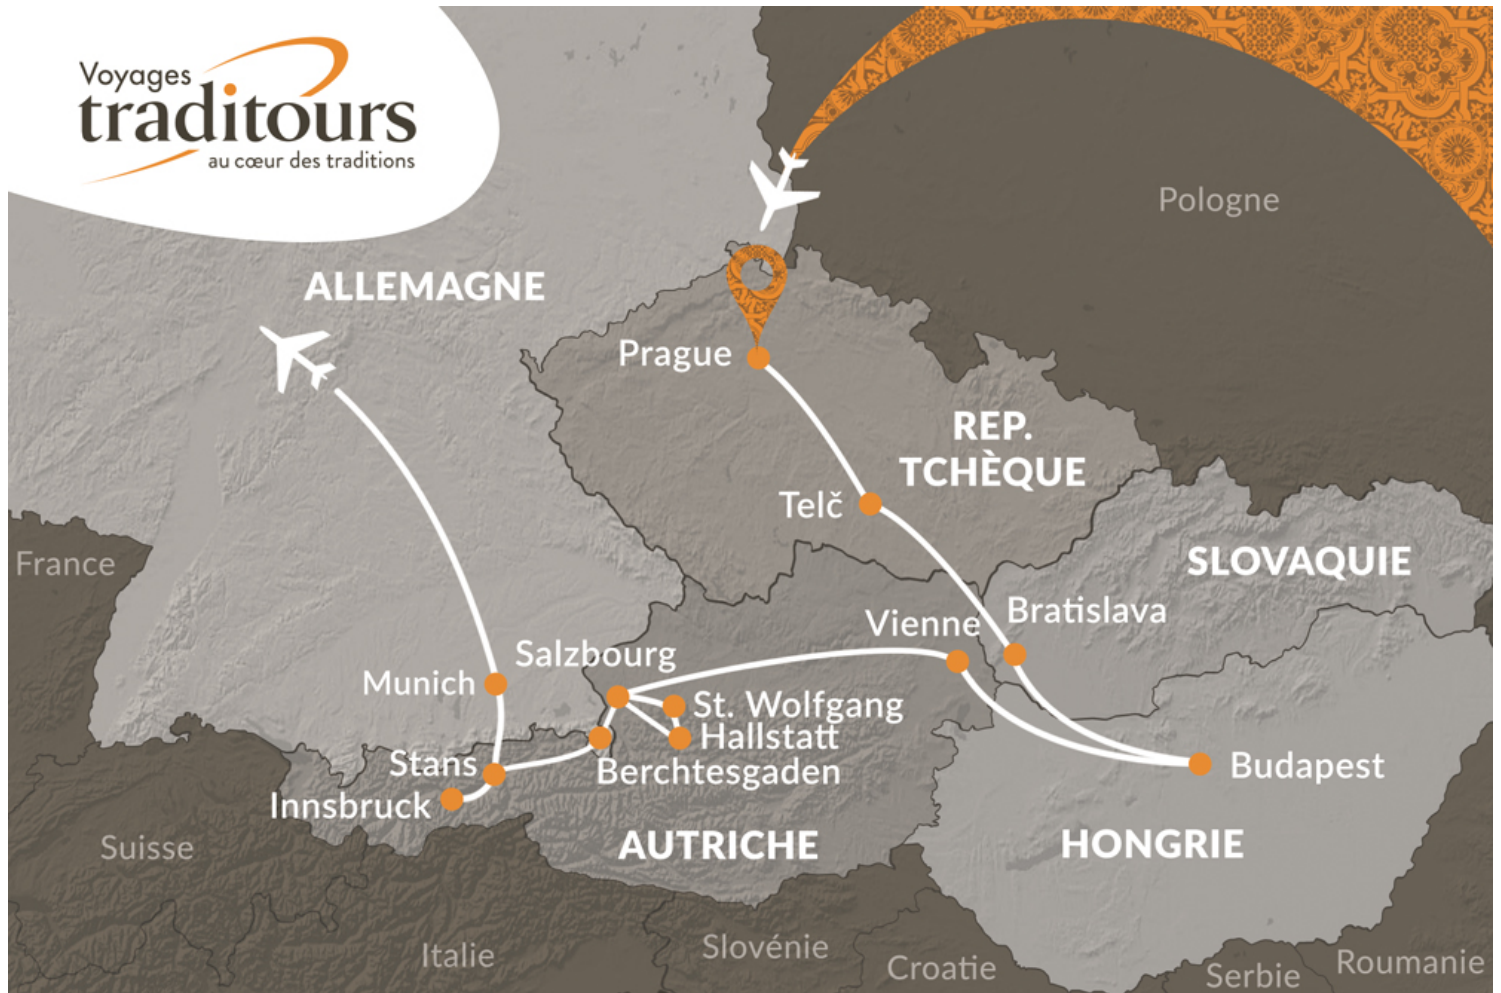 Voyages
traditours
au cœur des traditions
Pologne
ALLEMAGNE
Prague
REP.
TCHÈQUE
Telč
France
SLOVAQUIE
Bratislava
Vienne
Salzbourg
Munich
St. Wolfgang
Hallstatt
Stans
Berchtesgaden
Budapest
Innsbruck
Suisse
AUTRICHE
HONGRIE
Italie
Slovénie
Croatie
Serbie
Roumanie